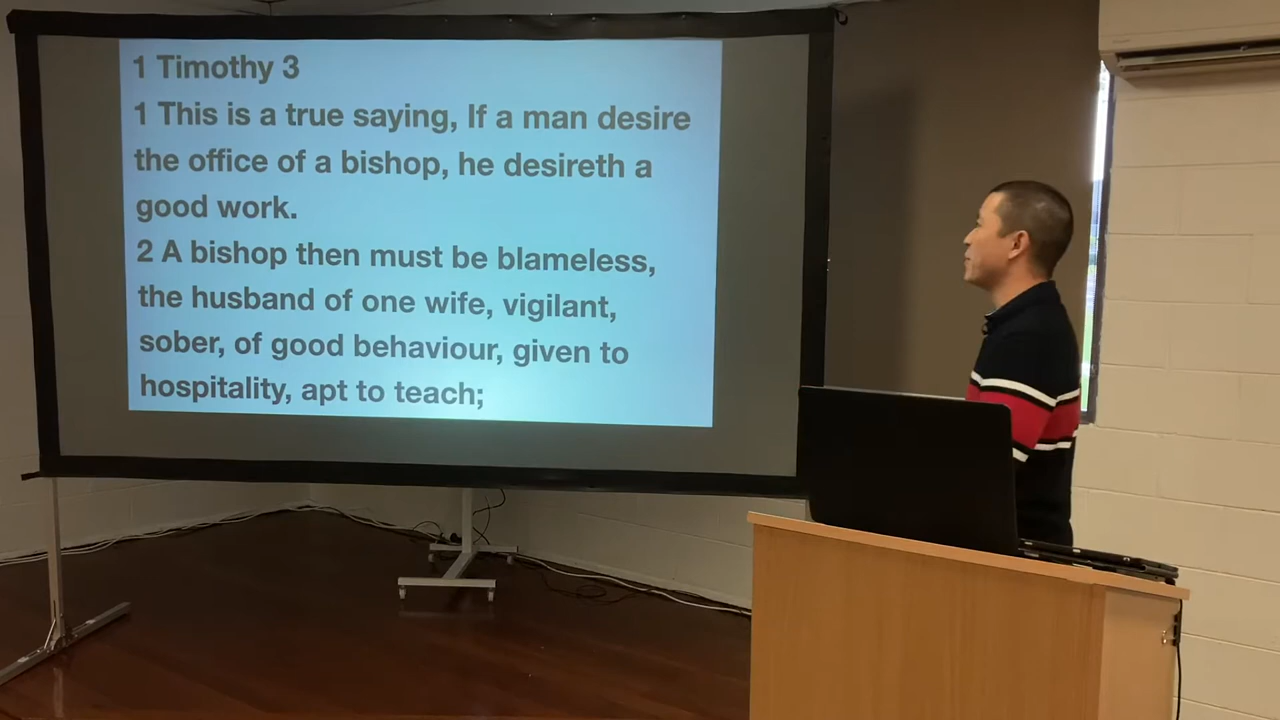 1 Timothy 3
1 This is a true saying, If a man desire
the office of a bishop, he desireth a
good work.
2 A bishop then must be blameless,
the husband of one wife, vigilant,
sober, of good behaviour, given to
hospitality, apt to teach;